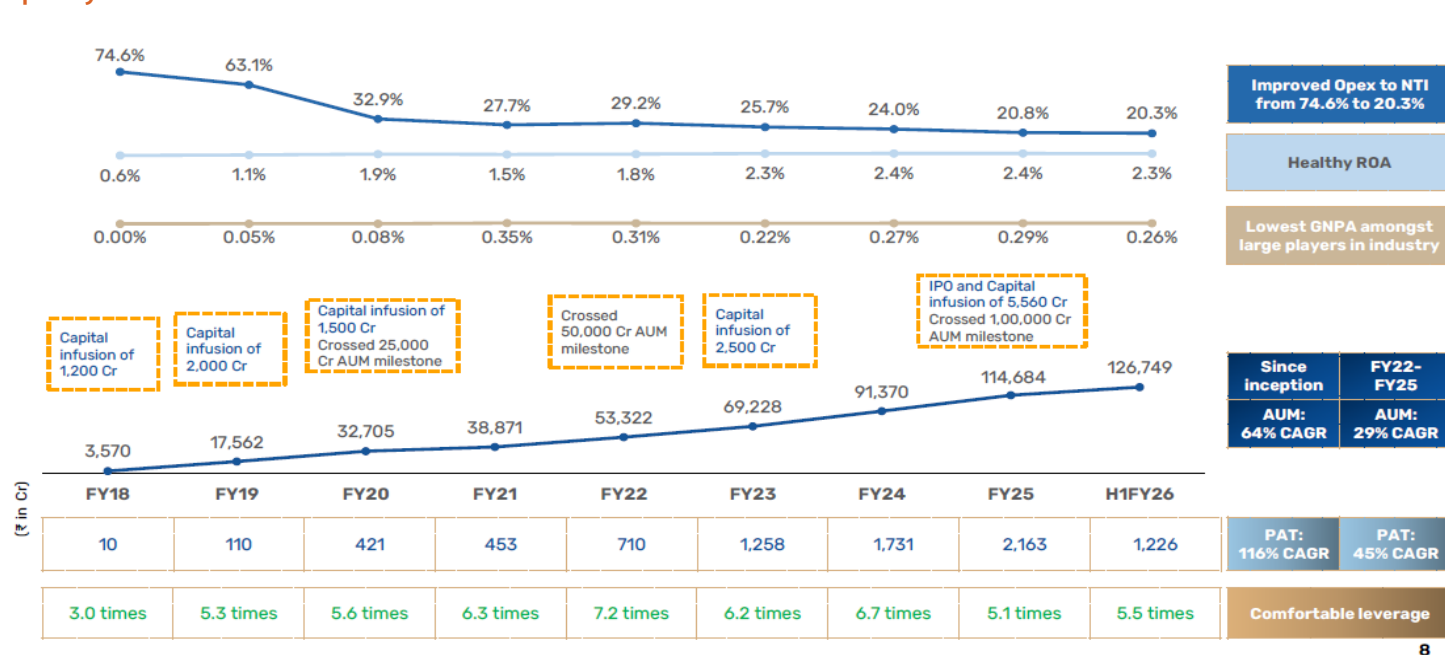 74.6%
63.1%
32.9%
27.7%
29.2%
25.7%
24.0%
20.8%
20.3%
Improved Opex to NTI
from 74.6% to 20.3%
0.6%
1.1%
1.9%
1.5%
1.8%
2.3%
2.4%
2.4%
2.3%
Healthy ROA
0.00%
0.05%
0.08%
0.35%
0.31%
0.22%
0.27%
0.29%
0.26%
Lowest GNPA amongst
large players in industry
Capital
infusion of
1,200 Cr
Capital
infusion of
2,000 Cr
Capital infusion of
1,500 Cr
Crossed 25,000
Cr AUM milestone
Crossed
50,000 Cr AUM
milestone
Capital
infusion of
2,500 Cr
IPO and Capital
infusion of 5,560 Cr
Crossed 1,00,000 Cr
AUM milestone
3,570
17,562
32,705
38,871
53,322
69,228
91,370
114,684
126,749
Since
inception
FY22-
FY25
AUM:
64% CAGR
AUM:
29% CAGR
(₹ in Cr)
FY18
FY19
FY20
FY21
FY22
FY23
FY24
FY25
H1FY26
10
110
421
453
710
1,258
1,731
2,163
1,226
PAT:
116% CAGR
PAT:
45% CAGR
3.0 times
5.3 times
5.6 times
6.3 times
7.2 times
6.2 times
6.7 times
5.1 times
5.5 times
Comfortable leverage
8